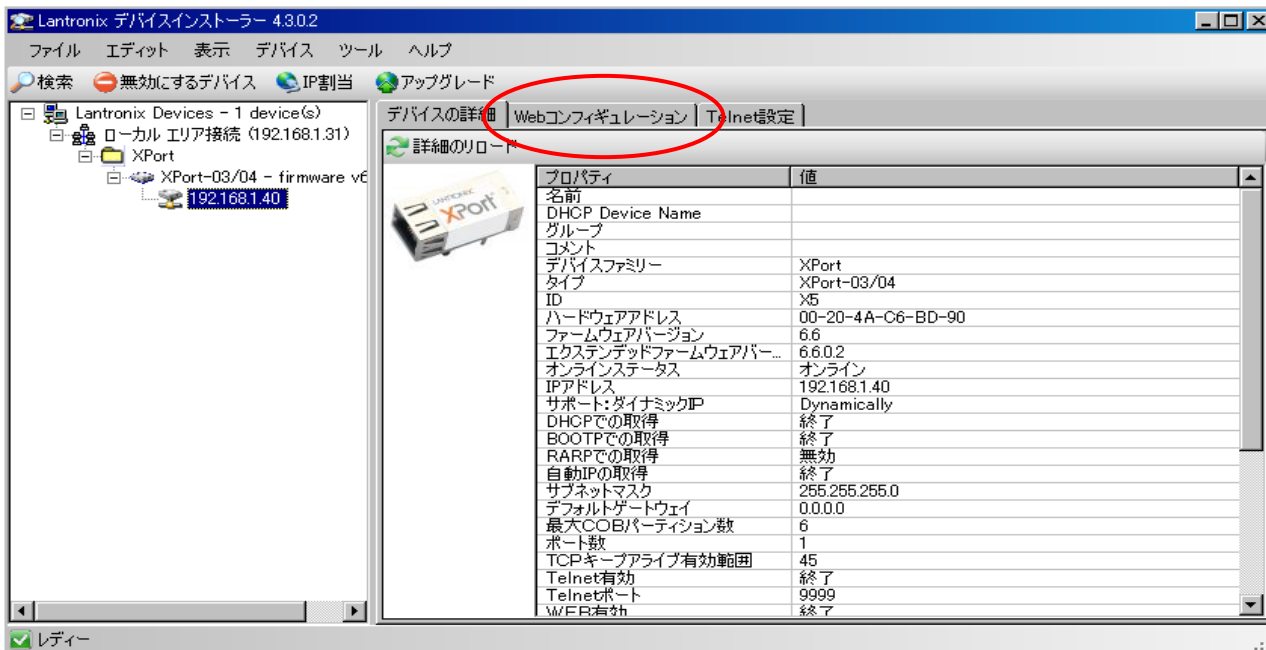 Lantronix デバイスインストーラー 4.3.0.2
ファイル エディット 表示 デバイス ツール ヘルプ
検索 無効にするデバイス IP割当 アップグレード
Lantronix Devices - 1 device(s)
ローカル エリア接続 (192.168.1.31)
XPort
XPort-03/04 - firmware v6
192.168.1.40
デバイスの詳細 Webコンフィギュレーション Telnet設定
詳細のリロード
LANTRONIX
XPort
プロパティ 値
名前
DHCP Device Name
グループ
コメント
デバイスファミリー XPort
タイプ XPort-03/04
ID X5
ハードウェアアドレス 00-20-4A-C6-BD-90
ファームウェアバージョン 6.6
エクステンデッドファームウェアバー... 6.6.0.2
オンラインステータス オンライン
IPアドレス 192.168.1.40
サポート:ダイナミックIP Dynamically
DHCPでの取得 終了
BOOTPでの取得 終了
RARPでの取得 無効
自動IPの取得 終了
サブネットマスク 255.255.255.0
デフォルトゲートウェイ 0.0.0.0
最大COBパーティション数 6
ポート数 1
TCPキープアライブ有効範囲 45
Telnet有効 終了
Telnetポート 9999
WEB有効 終了
レディー